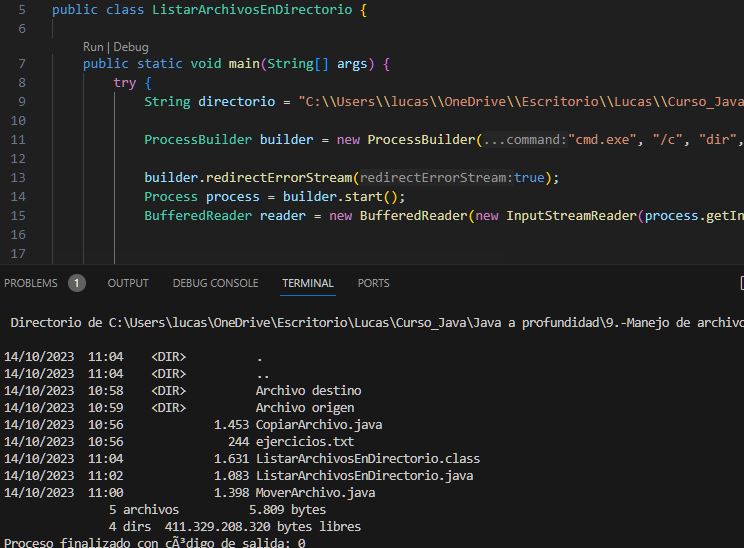 5 public class ListarArchivosEnDirectorio {
6
Run | Debug
7 public static void main(String[] args) {
8 try {
9 String directorio = "C:\\Users\\lucas\\OneDrive\\Escritorio\\Lucas\\Curso_Java
10
11 ProcessBuilder builder = new ProcessBuilder(...command:"cmd.exe", "/c", "dir",
12
13 builder.redirectErrorStream(redirectErrorStream:true);
14 Process process = builder.start();
15 BufferedReader reader = new BufferedReader(new InputStreamReader(process.getIn
16
17
PROBLEMS 1 OUTPUT DEBUG CONSOLE TERMINAL PORTS
Directorio de C:\Users\lucas\OneDrive\Escritorio\Lucas\Curso_Java\Java a profundidad\9.-Manejo de archivo
14/10/2023 11:04 <DIR> .
14/10/2023 11:04 <DIR> ..
14/10/2023 10:58 <DIR> Archivo destino
14/10/2023 10:59 <DIR> Archivo origen
14/10/2023 10:56 1.453 CopiarArchivo.java
14/10/2023 10:56 244 ejercicios.txt
14/10/2023 11:04 1.631 ListarArchivosEnDirectorio.class
14/10/2023 11:02 1.083 ListarArchivosEnDirectorio.java
14/10/2023 11:00 1.398 MoverArchivo.java
5 archivos 5.809 bytes
4 dirs 411.329.208.320 bytes libres
Proceso finalizado con cÃ³digo de salida: 0